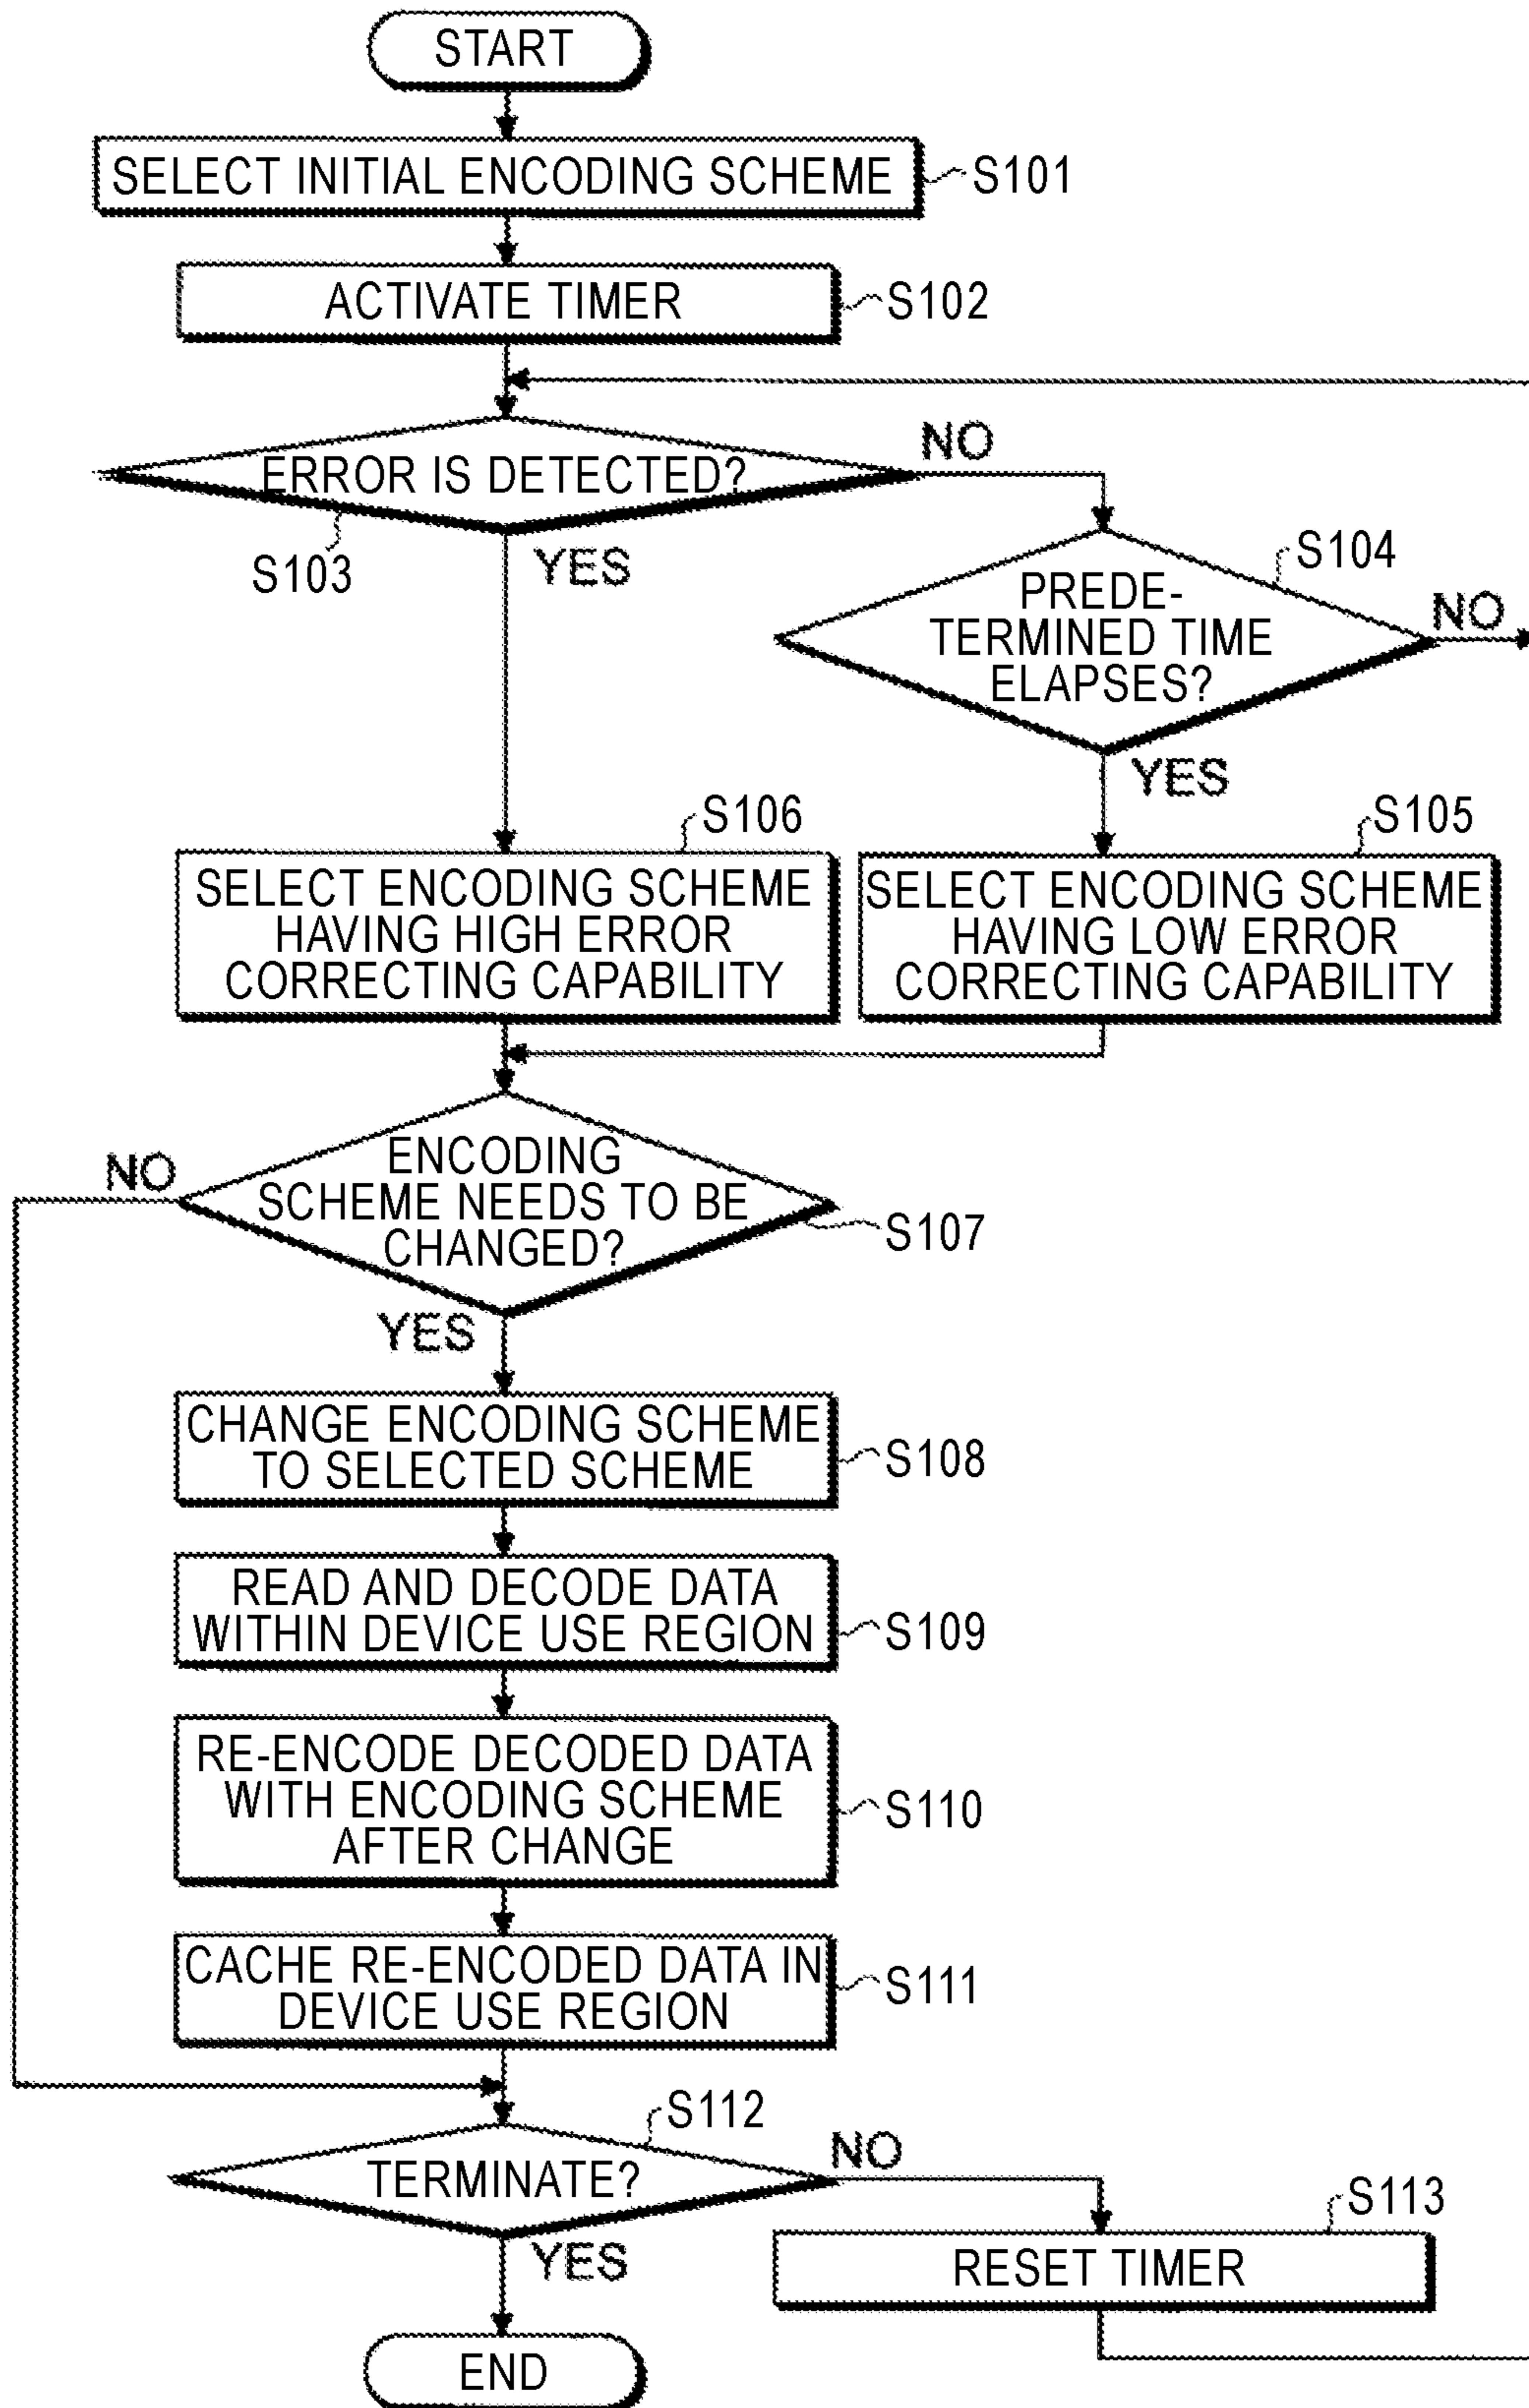 START
SELECT INITIAL ENCODING SCHEME
S101
ACTIVATE TIMER
S102
ERROR IS DETECTED?
NO
S103
YES
S104
PREDE-
TERMINED TIME
ELAPSES?
NO
YES
S106
SELECT ENCODING SCHEME
HAVING HIGH ERROR
CORRECTING CAPABILITY
S105
SELECT ENCODING SCHEME
HAVING LOW ERROR
CORRECTING CAPABILITY
NO
ENCODING
SCHEME NEEDS TO BE
CHANGED?
S107
YES
CHANGE ENCODING SCHEME
TO SELECTED SCHEME
S108
READ AND DECODE DATA
WITHIN DEVICE USE REGION
S109
RE-ENCODE DECODED DATA
WITH ENCODING SCHEME
AFTER CHANGE
S110
CACHE RE-ENCODED DATA IN
DEVICE USE REGION
S111
S112
TERMINATE?
NO
YES
S113
RESET TIMER
END